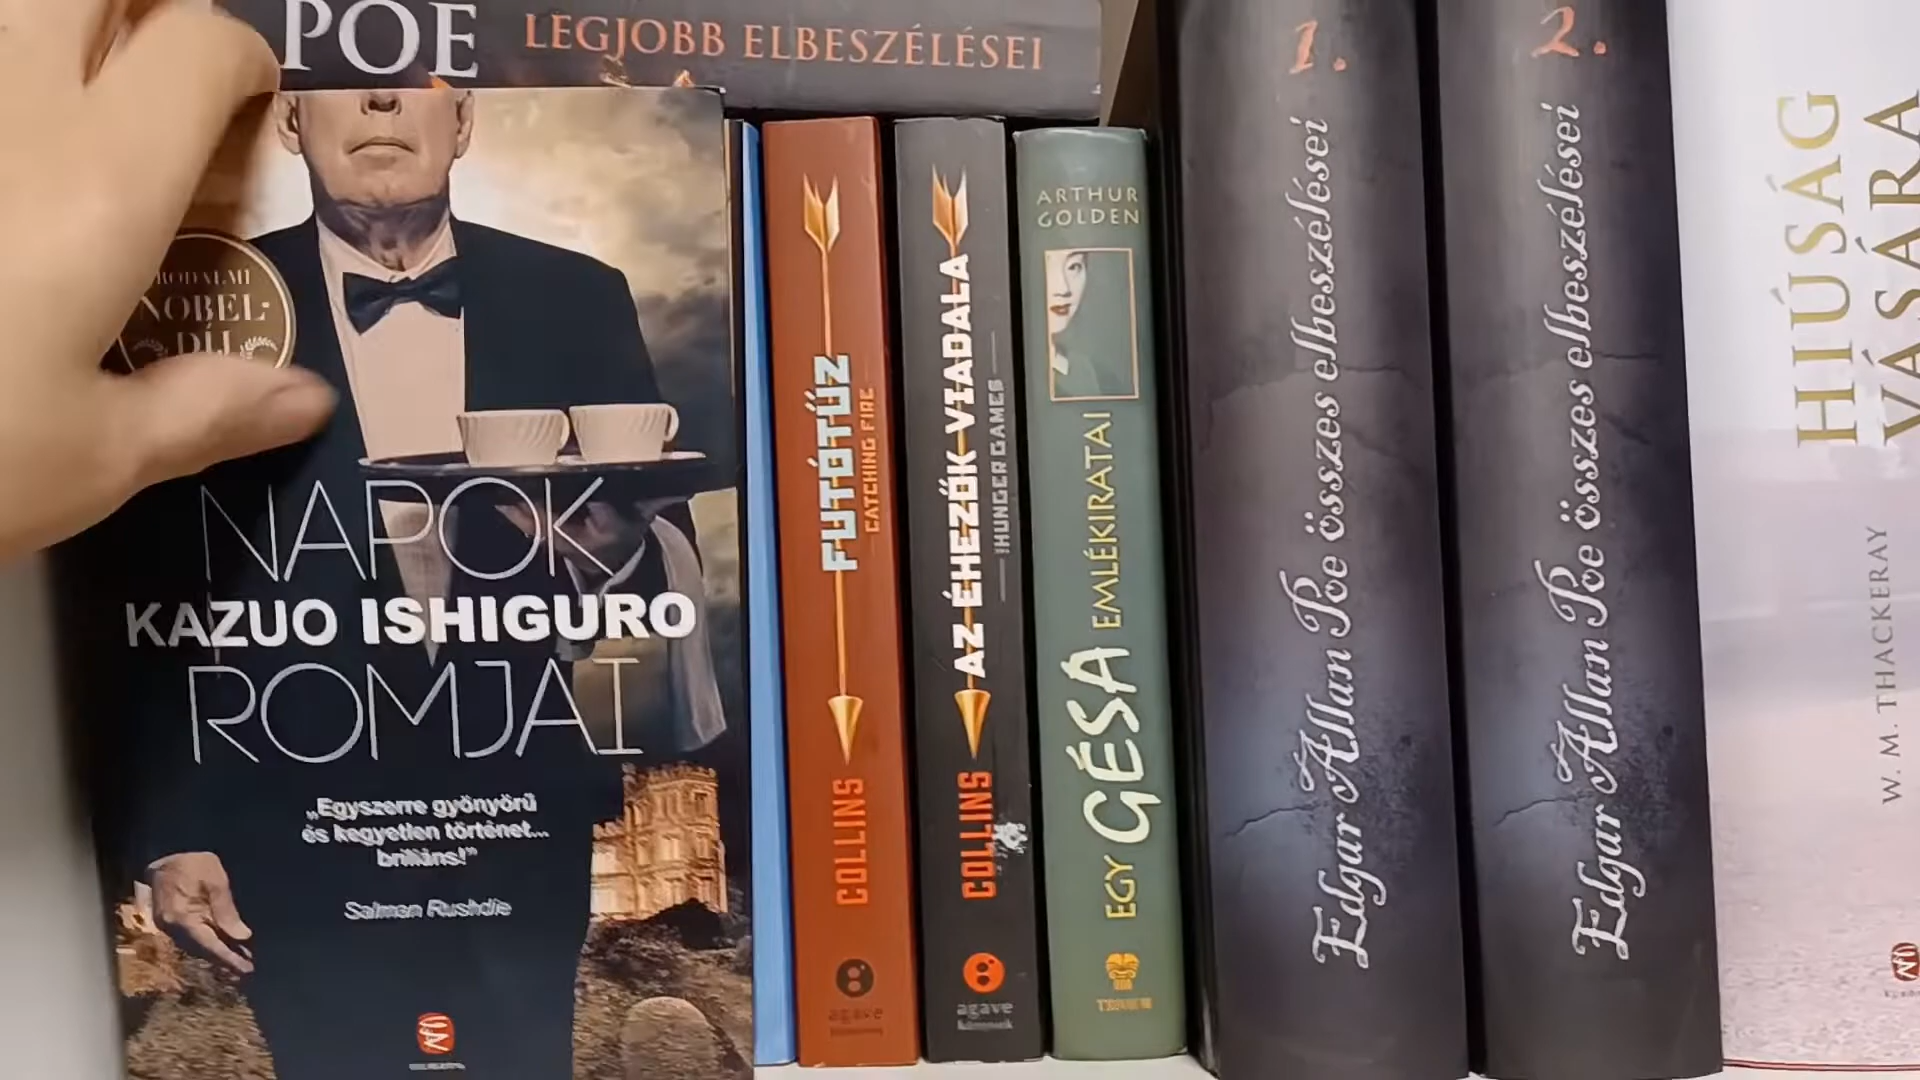 POE LEGJOBB ELBESZÉLÉSEI
IRODALMI
NOBEL-
DÍJ
NAPOK
KAZUO ISHIGURO
ROMJAI
„Egyszerre gyönyörű
és kegyetlen történet...
briliáns!”
Salman Rushdie
FUTÓTŰZ
CATCHING FIRE
COLLINS
agave
könyvek
AZ ÉHEZŐK VIADALA
HUNGER GAMES
COLLINS
agave
könyvek
ARTHUR
GOLDEN
EGY GÉSA EMLÉKIRATAI
1.
Edgar Allan Poe összes elbeszélései
2.
Edgar Allan Poe összes elbeszélései
HIÚSÁG
VÁSÁRA
W. M. THACKERAY